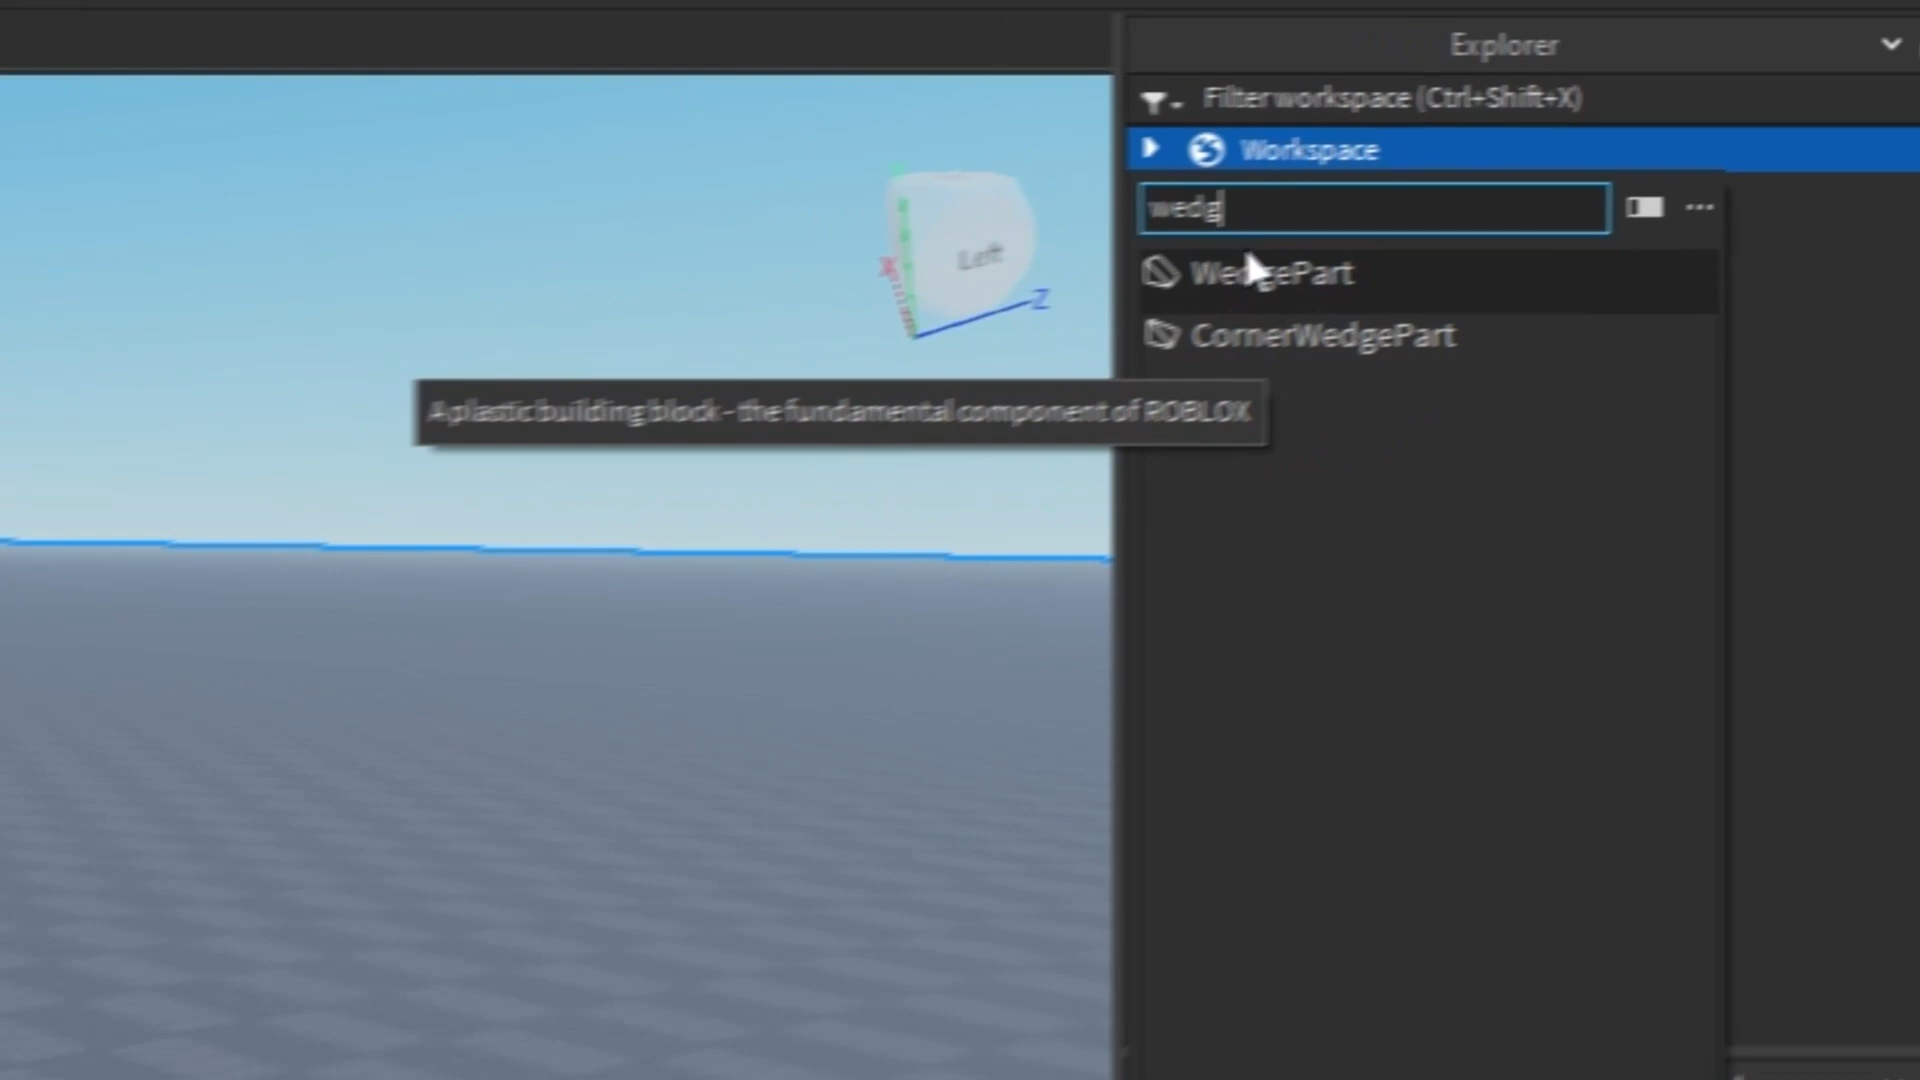 Explorer
Filter workspace (Ctrl+Shift+X)
Workspace
wedg
WedgePart
CornerWedgePart
Left
X
Z
A plastic building block - the fundamental component of ROBLOX